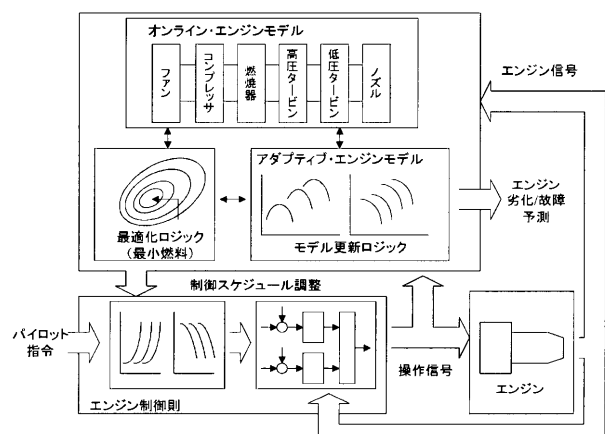 オンライン・エンジンモデル
ファン
コンプレッサ
燃焼器
高圧タービン
低圧タービン
ノズル
エンジン信号
アダプティブ・エンジンモデル
最適化ロジック
(最小燃料)
モデル更新ロジック
エンジン
劣化/故障
予測
制御スケジュール調整
パイロット
指令
操作信号
エンジン
エンジン制御則